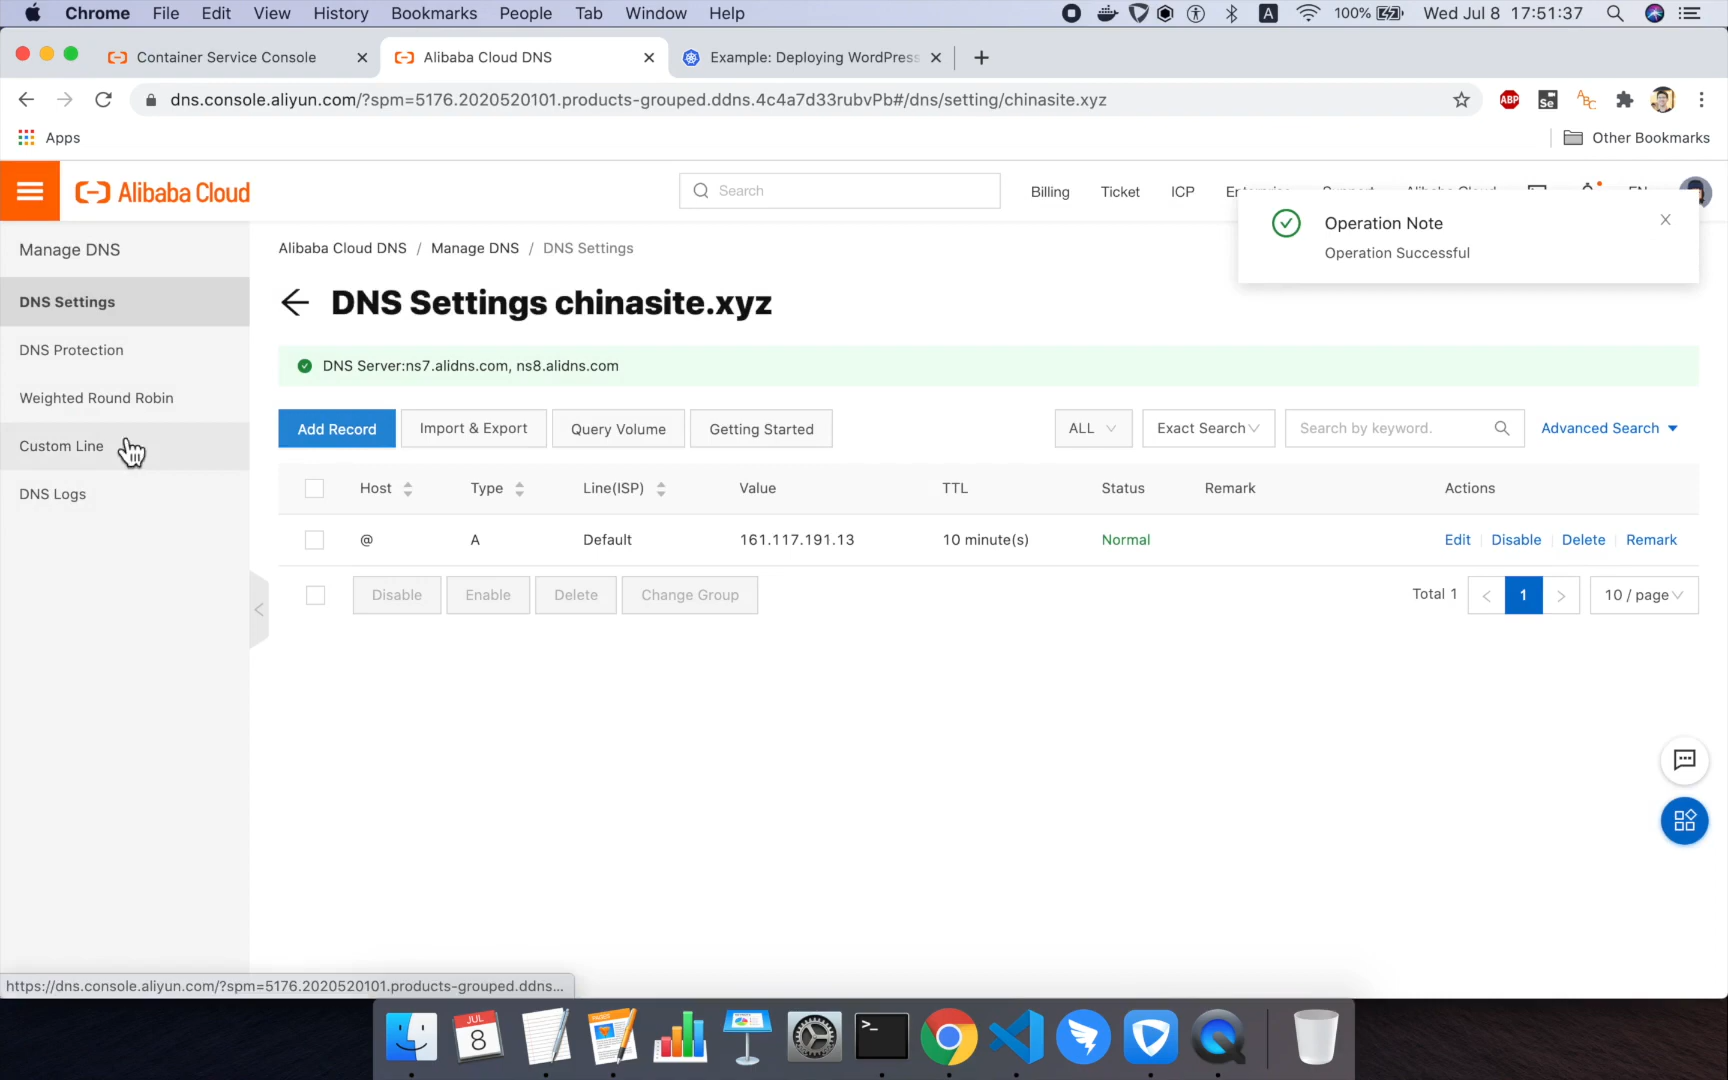 Chrome File Edit View History Bookmarks People Tab Window Help A 100% Wed Jul 8 17:51:37
Container Service Console Alibaba Cloud DNS Example: Deploying WordPress
dns.console.aliyun.com/?spm=5176.2020520101.products-grouped.ddns.4c4a7d33rubvPb#/dns/setting/chinasite.xyz ABP Se ABC
Apps Other Bookmarks
Alibaba Cloud Search Billing Ticket ICP
Operation Note
Operation Successful
Manage DNS
DNS Settings
DNS Protection
Weighted Round Robin
Custom Line
DNS Logs
Alibaba Cloud DNS / Manage DNS / DNS Settings
DNS Settings chinasite.xyz
DNS Server:ns7.alidns.com, ns8.alidns.com
Add Record Import & Export Query Volume Getting Started ALL Exact Search Search by keyword. Advanced Search
Host Type Line(ISP) Value TTL Status Remark Actions
@ A Default 161.117.191.13 10 minute(s) Normal Edit Disable Delete Remark
Disable Enable Delete Change Group Total 1 1 10 / page
https://dns.console.aliyun.com/?spm=5176.2020520101.products-grouped.ddns...
JUL
8
PAGES
>_